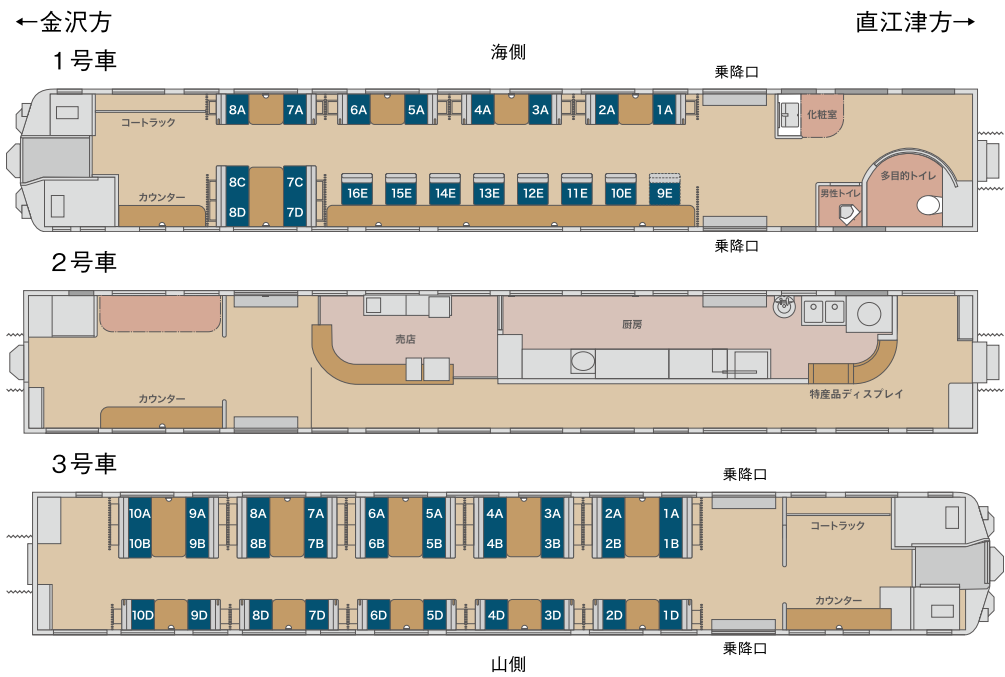 ←金沢方
直江津方→
1号車
海側
乗降口
コートラック
8A 7A 6A 5A 4A 3A 2A 1A
化粧室
8C 7C
8D 7D
カウンター
16E 15E 14E 13E 12E 11E 10E 9E
多目的トイレ
男性トイレ
乗降口
2号車
売店
厨房
カウンター
特産品ディスプレイ
3号車
乗降口
10A 9A 8A 7A 6A 5A 4A 3A 2A 1A
コートラック
10B 9B 8B 7B 6B 5B 4B 3B 2B 1B
カウンター
10D 9D 8D 7D 6D 5D 4D 3D 2D 1D
乗降口
山側